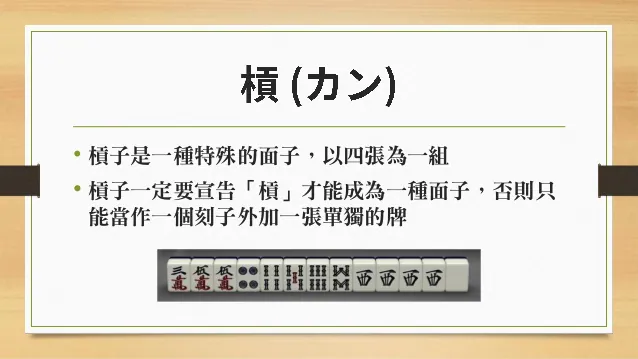 槓 (カン)
• 槓子是一種特殊的面子，以四張為一組
• 槓子一定要宣告「槓」才能成為一種面子，否則只
能當作一個刻子外加一張單獨的牌
三萬 伍萬 伍萬 西 西 西 西